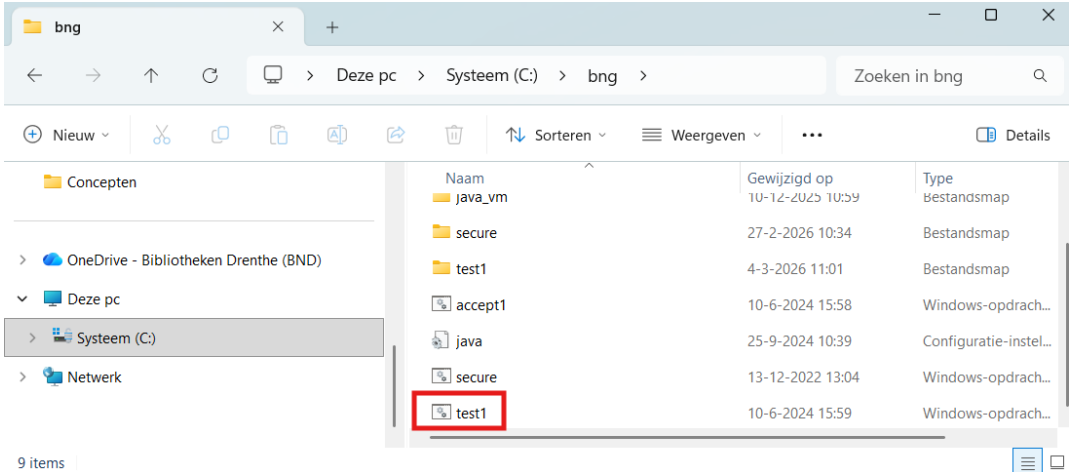 bng
Deze pc > Systeem (C:) > bng >
Zoeken in bng
Nieuw
Sorteren
Weergeven
Details
Concepten
OneDrive - Bibliotheken Drenthe (BND)
Deze pc
Systeem (C:)
Netwerk
Naam Gewijzigd op Type
java_vm 10-12-2025 10:59 Bestandsmap
secure 27-2-2026 10:34 Bestandsmap
test1 4-3-2026 11:01 Bestandsmap
accept1 10-6-2024 15:58 Windows-opdrach...
java 25-9-2024 10:39 Configuratie-instel...
secure 13-12-2022 13:04 Windows-opdrach...
test1 10-6-2024 15:59 Windows-opdrach...
9 items